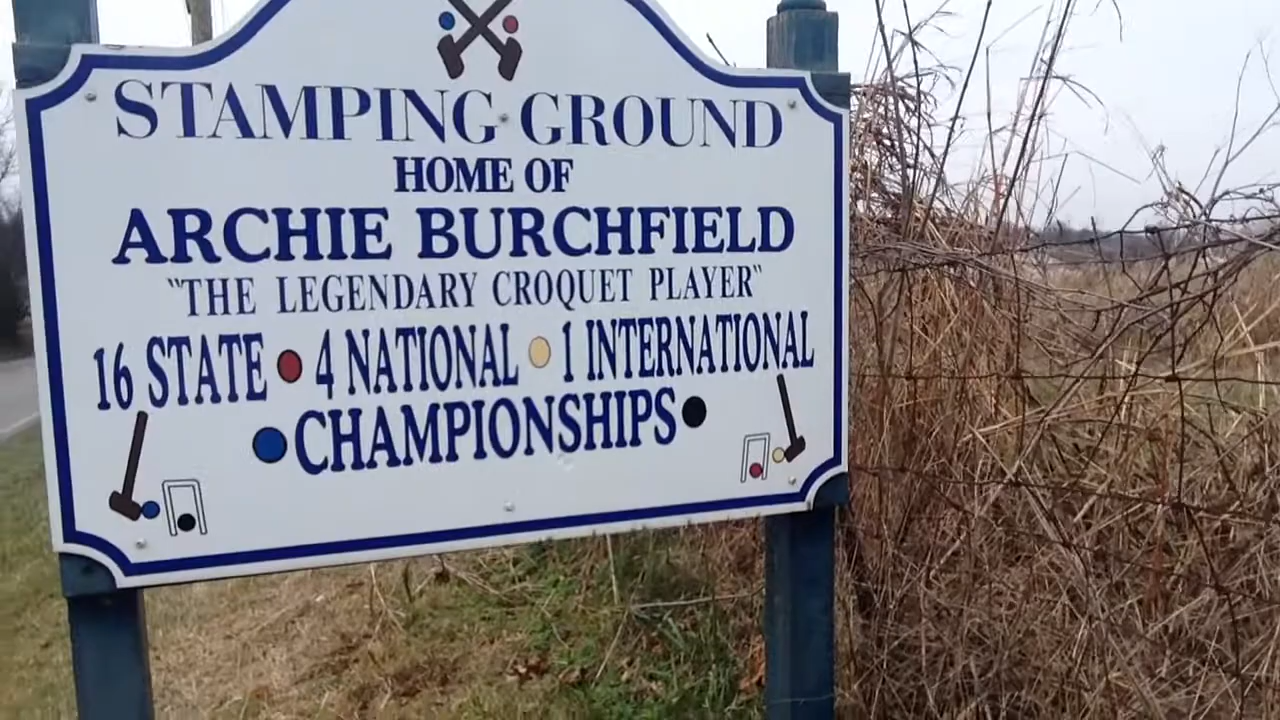 STAMPING GROUND
HOME OF
ARCHIE BURCHFIELD
"THE LEGENDARY CROQUET PLAYER"
16 STATE ● 4 NATIONAL ● 1 INTERNATIONAL
● CHAMPIONSHIPS ●